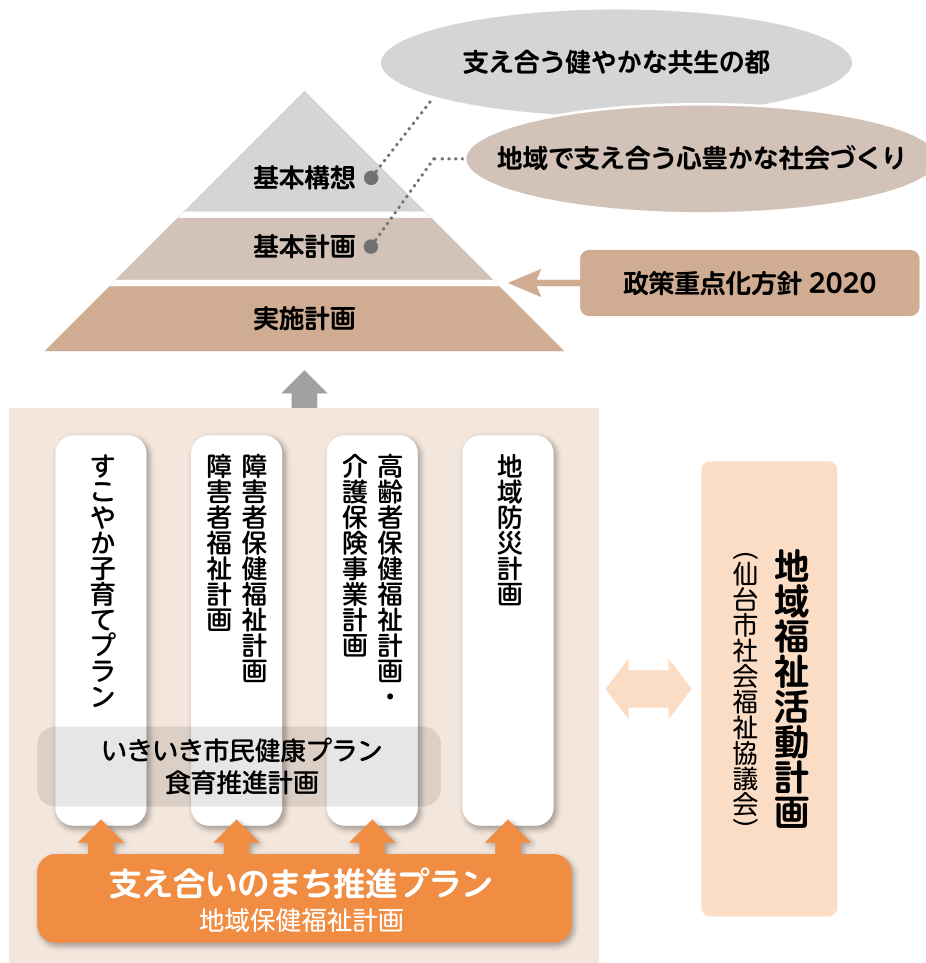 支え合う健やかな共生の都
地域で支え合う心豊かな社会づくり
基本構想
基本計画
政策重点化方針 2020
実施計画
すこやか子育てプラン
障害者保健福祉計画
障害者福祉計画
高齢者保健福祉計画・
介護保険事業計画
地域防災計画
いきいき市民健康プラン
食育推進計画
支え合いのまち推進プラン
地域保健福祉計画
地域福祉活動計画
（仙台市社会福祉協議会）